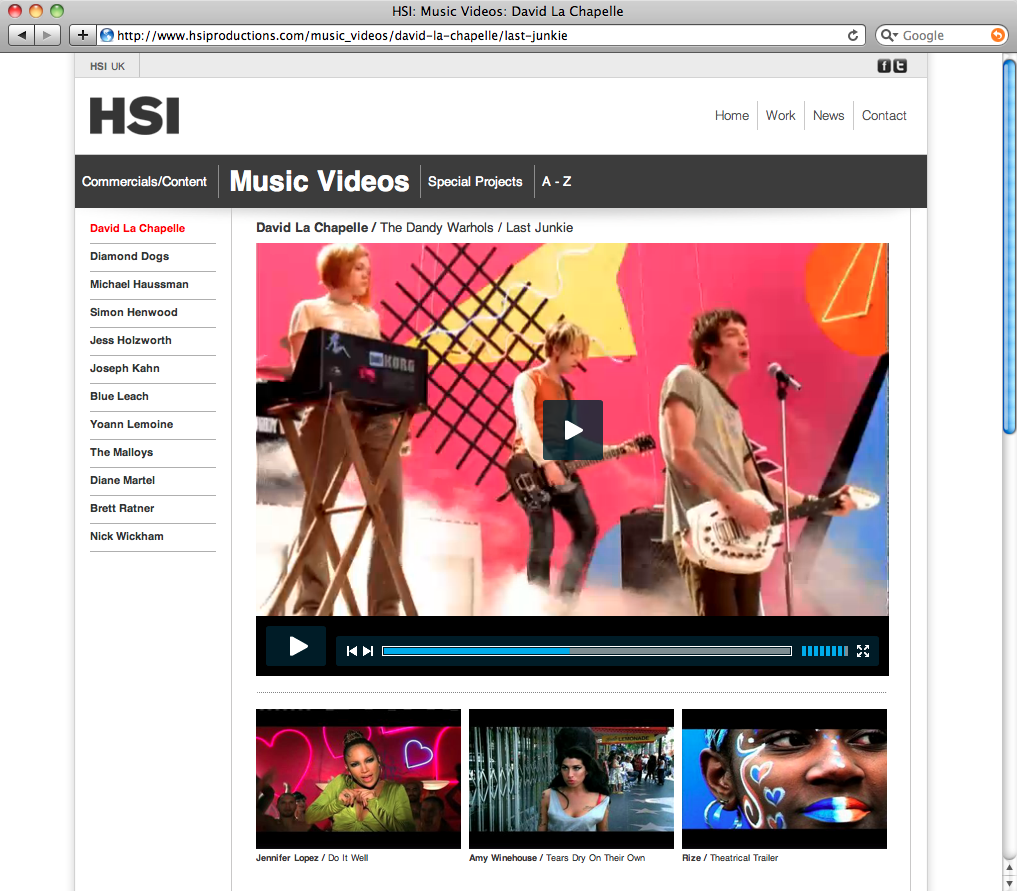 HSI: Music Videos: David La Chapelle
http://www.hsiproductions.com/music_videos/david-la-chapelle/last-junkie
Google
HSI UK
f t
HSI
Home Work News Contact
Commercials/Content Music Videos Special Projects A - Z
David La Chapelle
Diamond Dogs
Michael Haussman
Simon Henwood
Jess Holzworth
Joseph Kahn
Blue Leach
Yoann Lemoine
The Malloys
Diane Martel
Brett Ratner
Nick Wickham
David La Chapelle / The Dandy Warhols / Last Junkie
KORG
LEMONADE
Jennifer Lopez / Do It Well
Amy Winehouse / Tears Dry On Their Own
Rize / Theatrical Trailer